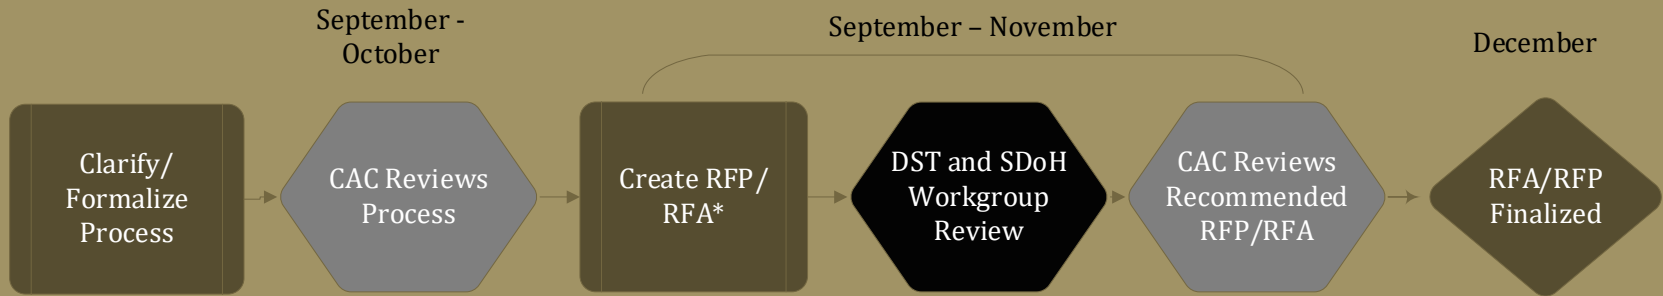 September -
October
September – November
December
Clarify/
Formalize
Process
CAC Reviews
Process
Create RFP/
RFA*
DST and SDoH
Workgroup
Review
CAC Reviews
Recommended
RFP/RFA
RFA/RFP
Finalized